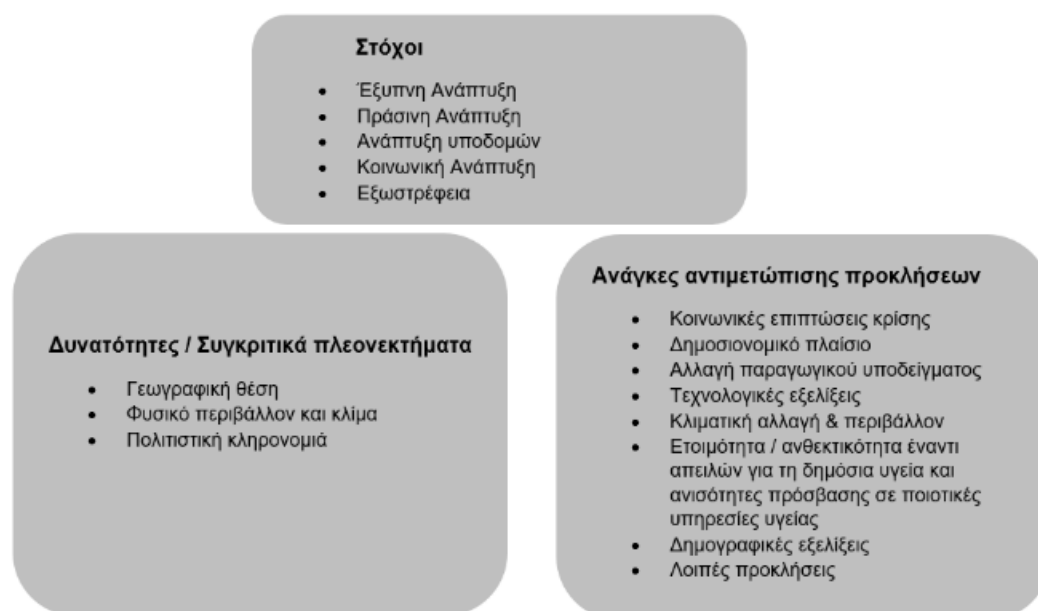 Στόχοι
• Έξυπνη Ανάπτυξη
• Πράσινη Ανάπτυξη
• Ανάπτυξη υποδομών
• Κοινωνική Ανάπτυξη
• Εξωστρέφεια
Δυνατότητες / Συγκριτικά πλεονεκτήματα
• Γεωγραφική θέση
• Φυσικό περιβάλλον και κλίμα
• Πολιτιστική κληρονομιά
Ανάγκες αντιμετώπισης προκλήσεων
• Κοινωνικές επιπτώσεις κρίσης
• Δημοσιονομικό πλαίσιο
• Αλλαγή παραγωγικού υποδείγματος
• Τεχνολογικές εξελίξεις
• Κλιματική αλλαγή & περιβάλλον
• Ετοιμότητα / ανθεκτικότητα έναντι
απειλών για τη δημόσια υγεία και
ανισότητες πρόσβασης σε ποιοτικές
υπηρεσίες υγείας
• Δημογραφικές εξελίξεις
• Λοιπές προκλήσεις